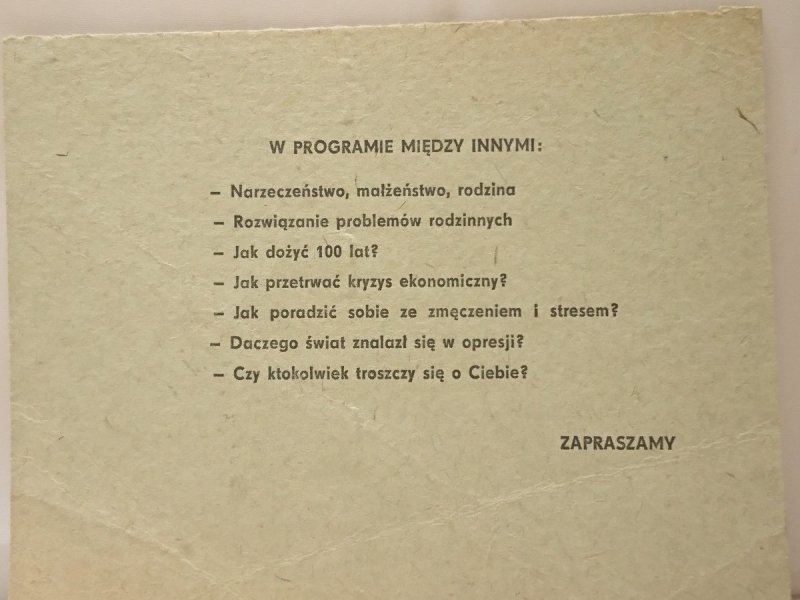 W PROGRAMIE MIĘDZY INNYMI:
– Narzeczeństwo, małżeństwo, rodzina
– Rozwiązanie problemów rodzinnych
– Jak dożyć 100 lat?
– Jak przetrwać kryzys ekonomiczny?
– Jak poradzić sobie ze zmęczeniem i stresem?
– Daczego świat znalazł się w opresji?
– Czy ktokolwiek troszczy się o Ciebie?
ZAPRASZAMY